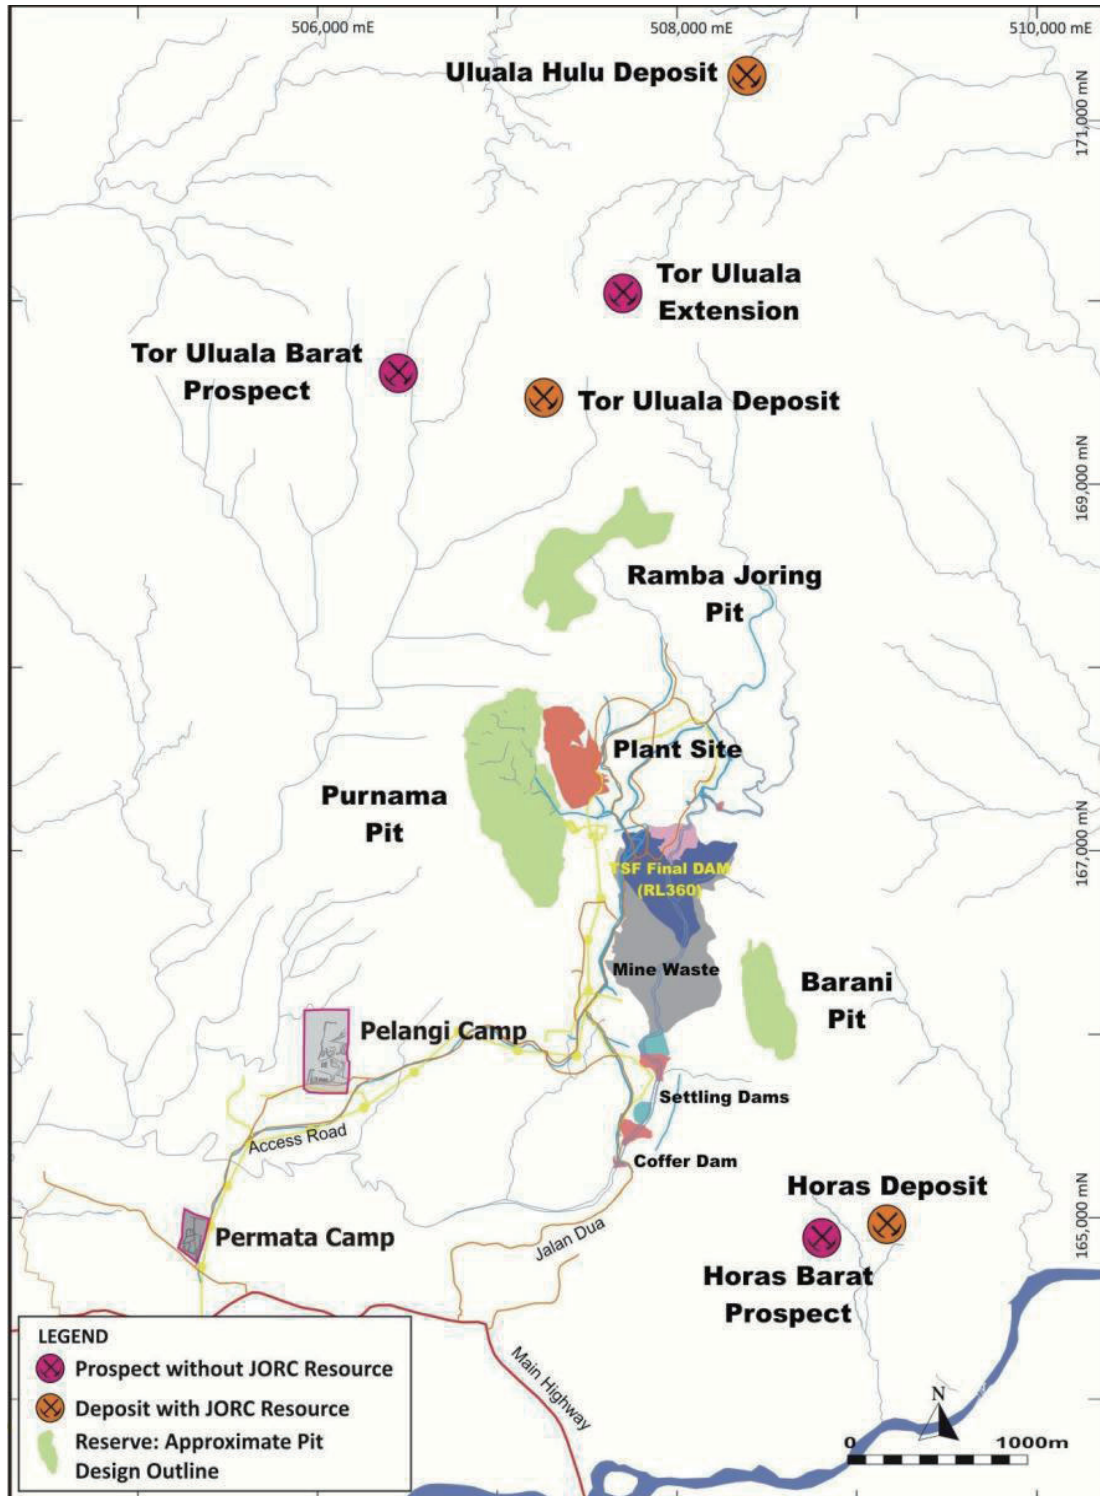 506,000 mE
508,000 mE
510,000 mE
Uluala Hulu Deposit
171,000 mN
Tor Uluala
Extension
Tor Uluala Barat
Prospect
Tor Uluala Deposit
169,000 mN
Ramba Joring
Pit
Plant Site
Purnama
Pit
167,000 mN
TSF Final DAM
(RL360)
Mine Waste
Barani
Pit
Pelangi Camp
Settling Dams
Access Road
Coffer Dam
Horas Deposit
165,000 mN
Permata Camp
Jalan Dua
Horas Barat
Prospect
LEGEND
Prospect without JORC Resource
Deposit with JORC Resource
Reserve: Approximate Pit
Design Outline
Main Highway
N
0 1000m